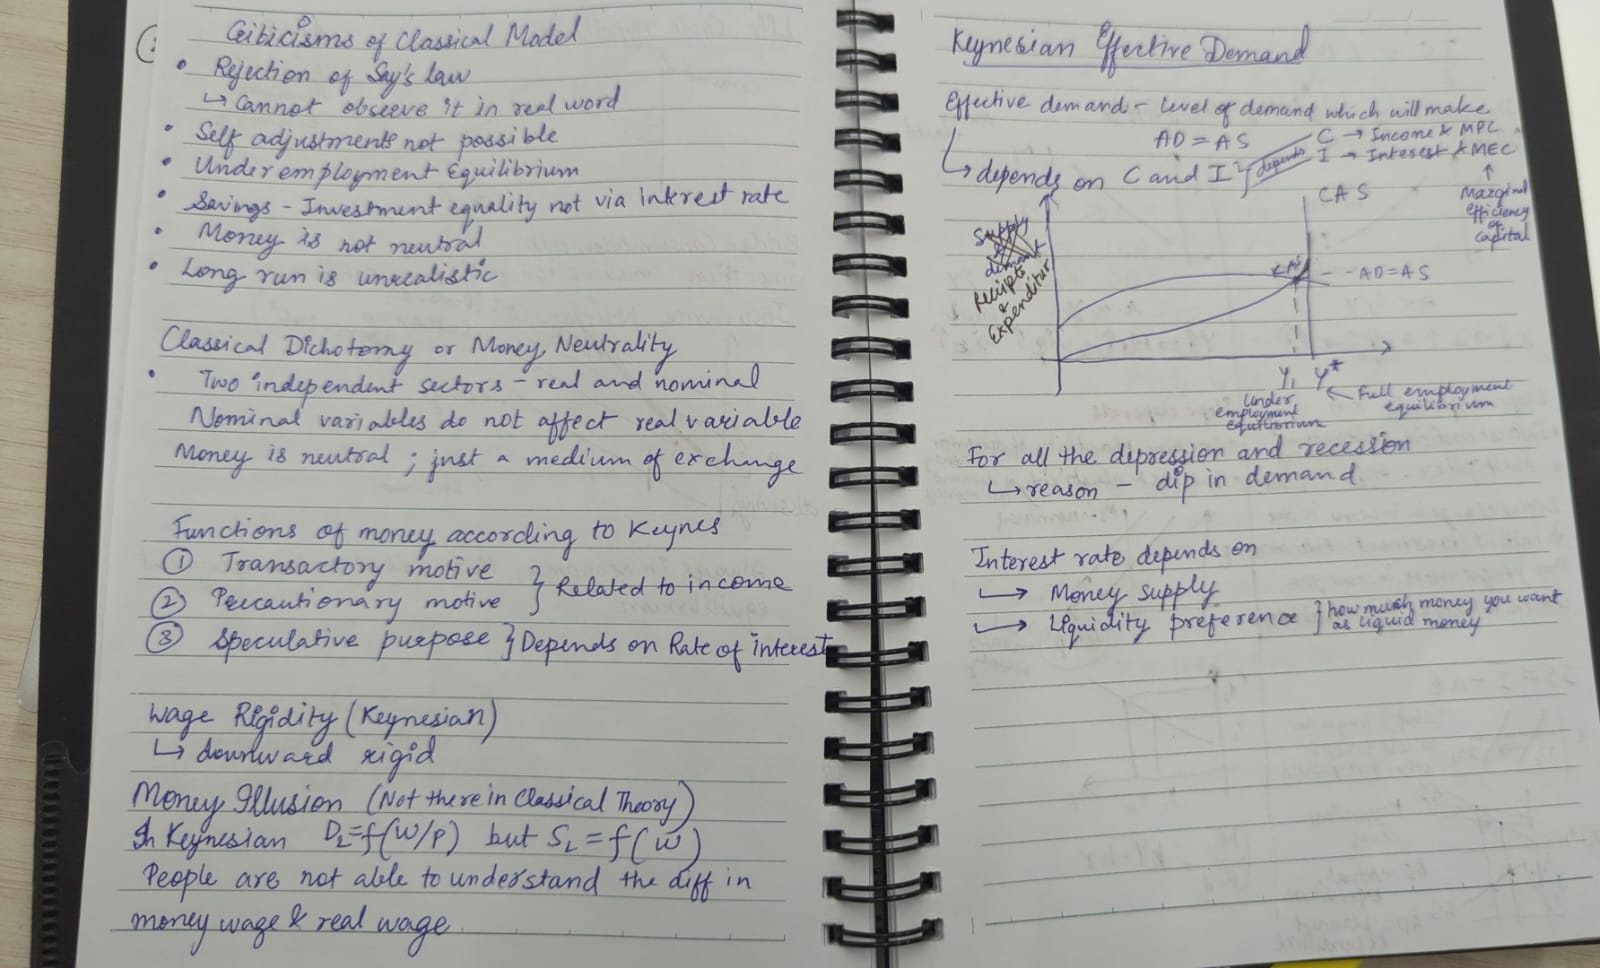 Criticisms of Classical Model
• Rejection of Say's law
↳ Cannot observe it in real word
• Self adjustments not possible
• Under employment Equilibrium
• Savings - Investment equality not via interest rate
• Money is not neutral
• Long run is unrealistic
Classical Dichotomy or Money Neutrality
• Two independent sectors - real and nominal
Nominal variables do not affect real variable
Money is neutral ; just a medium of exchange
Functions of money according to Keynes
① Transactory motive
② Precautionary motive } Related to income
③ Speculative purpose } Depends on Rate of interest
Wage Rigidity (Keynesian)
↳ downward rigid
Money Illusion (Not there in Classical Theory)
In Keynesian D_L = f(W/P) but S_L = f(W)
People are not able to understand the diff in
money wage & real wage.
Keynesian Effective Demand
Effective demand - level of demand which will make
AD = AS
↳ depends on C and I } depends
C → Income & MPC
I → Interest & MEC
↑
Marginal
efficiency
of
Capital
CAS
Supply
&
demand
Receipts
&
Expenditur
AD = AS
Y₁ Y*
Under
employment
equilibrium
← Full employment
equilibrium
For all the depression and recession
↳ reason - dip in demand
Interest rate depends on
↳ Money supply
↳ Liquidity preference } how much money you want
as liquid money